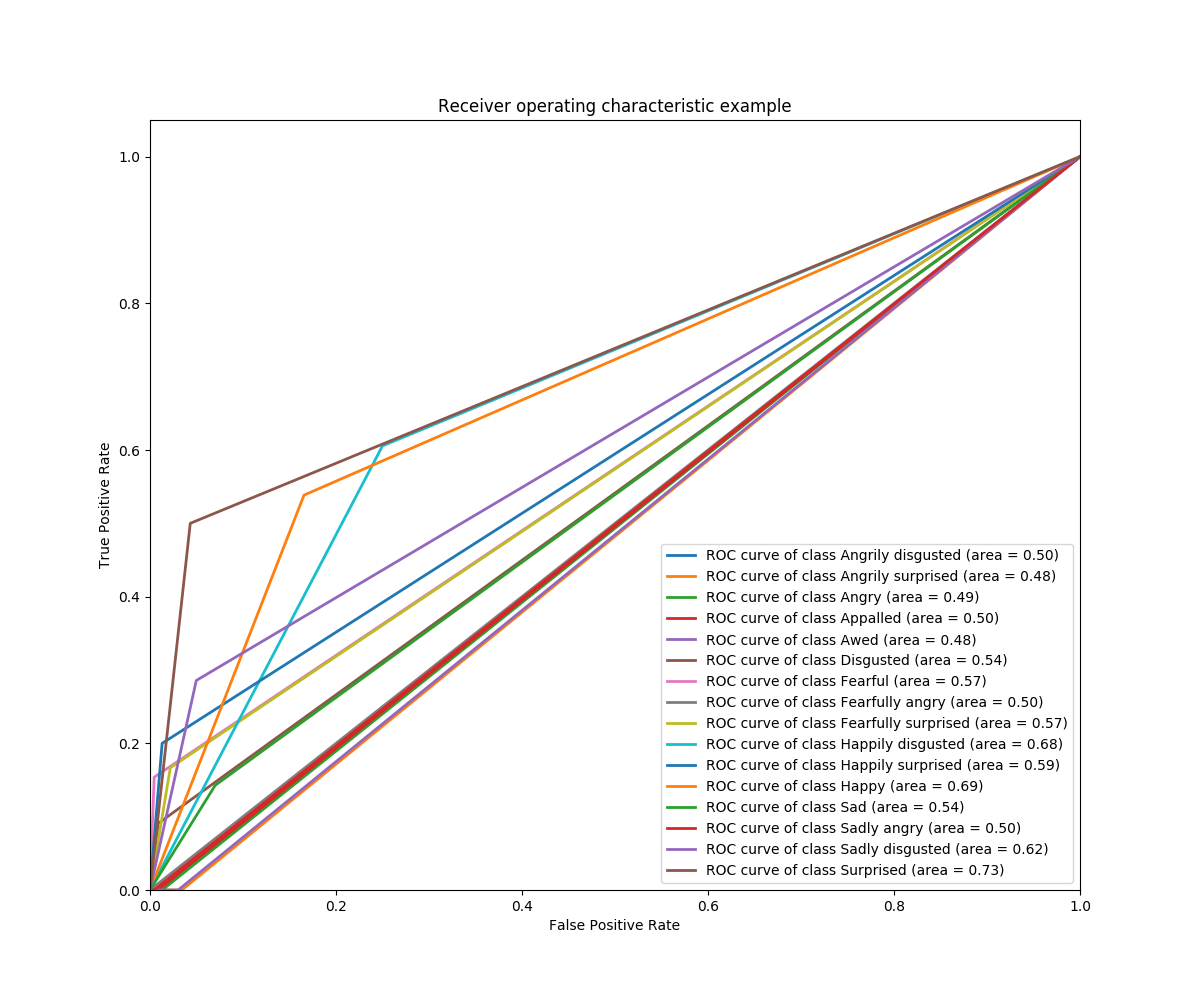 Receiver operating characteristic example
1.0
0.8
0.6
0.4
0.2
0.0
True Positive Rate
ROC curve of class Angrily disgusted (area = 0.50)
ROC curve of class Angrily surprised (area = 0.48)
ROC curve of class Angry (area = 0.49)
ROC curve of class Appalled (area = 0.50)
ROC curve of class Awed (area = 0.48)
ROC curve of class Disgusted (area = 0.54)
ROC curve of class Fearful (area = 0.57)
ROC curve of class Fearfully angry (area = 0.50)
ROC curve of class Fearfully surprised (area = 0.57)
ROC curve of class Happily disgusted (area = 0.68)
ROC curve of class Happily surprised (area = 0.59)
ROC curve of class Happy (area = 0.69)
ROC curve of class Sad (area = 0.54)
ROC curve of class Sadly angry (area = 0.50)
ROC curve of class Sadly disgusted (area = 0.62)
ROC curve of class Surprised (area = 0.73)
0.0 0.2 0.4 0.6 0.8 1.0
False Positive Rate